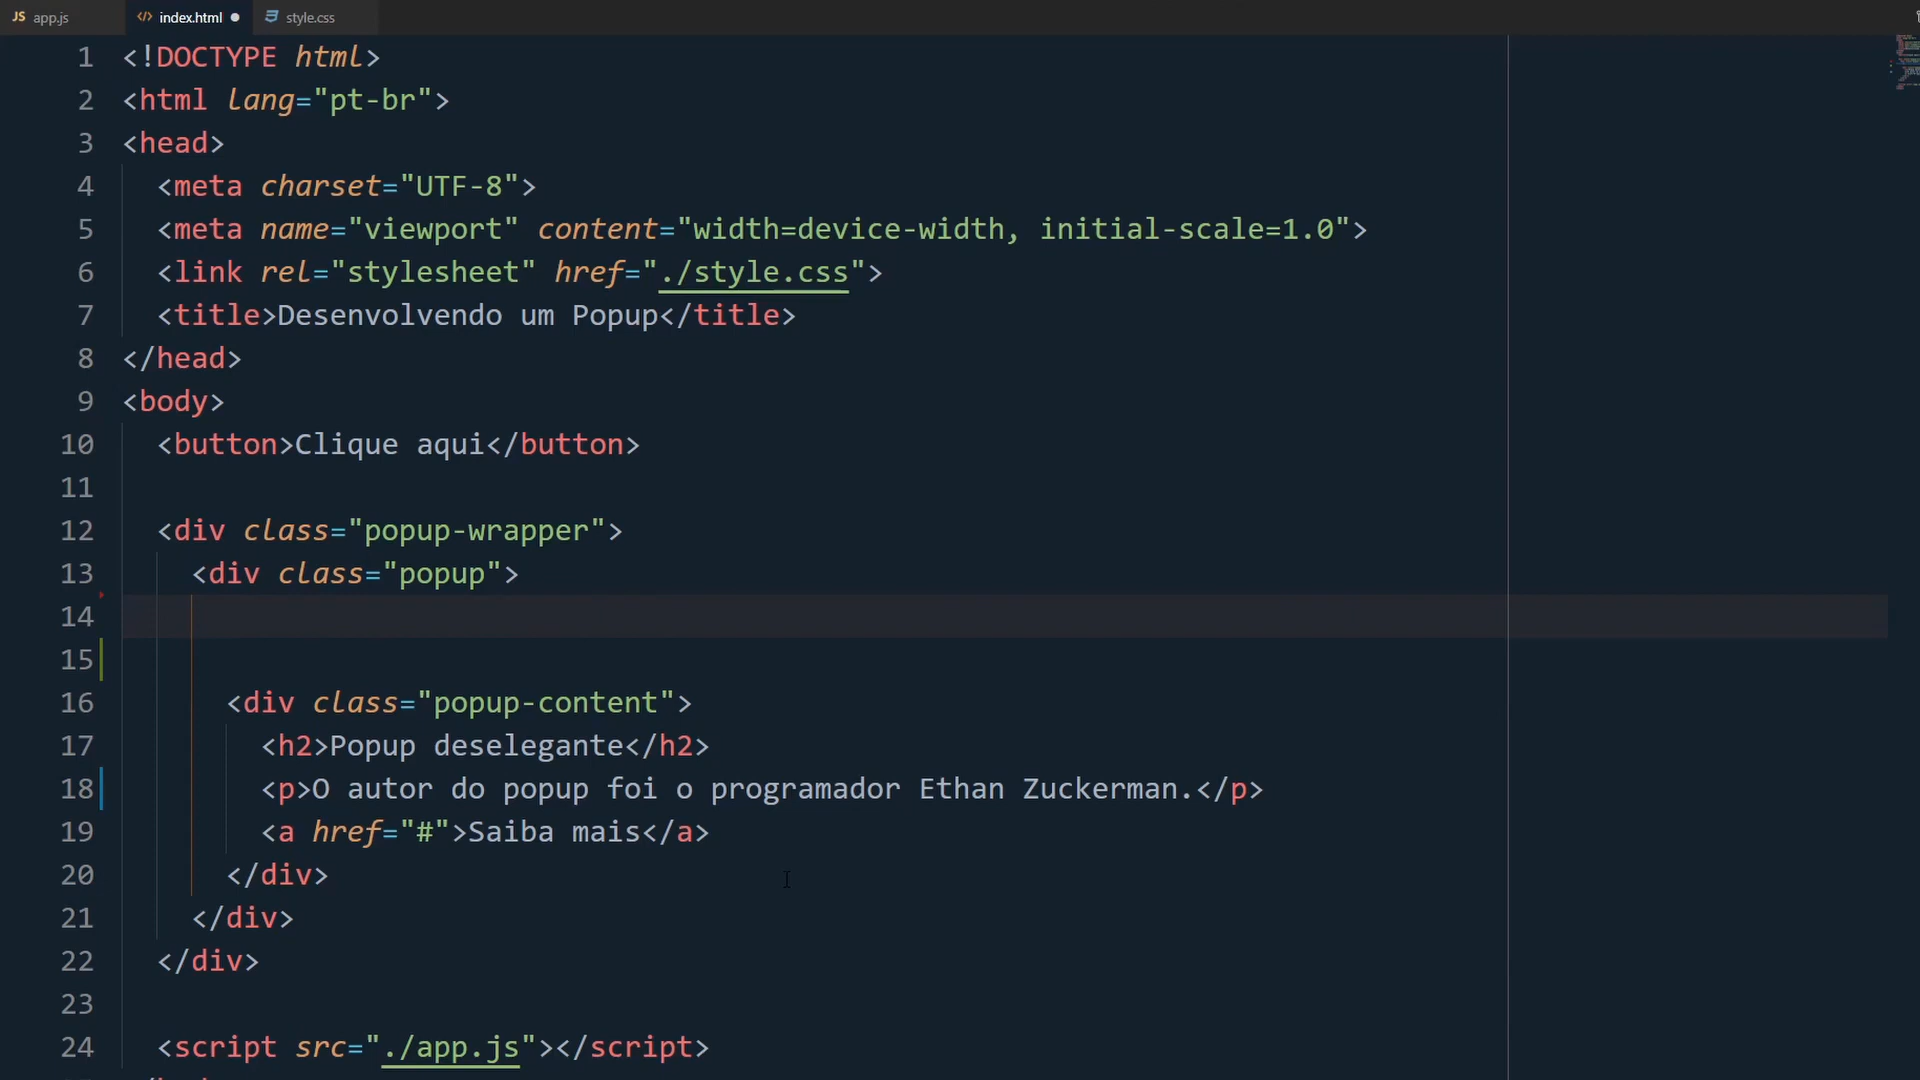 JS app.js index.html style.css
1 <!DOCTYPE html>
2 <html lang="pt-br">
3 <head>
4 <meta charset="UTF-8">
5 <meta name="viewport" content="width=device-width, initial-scale=1.0">
6 <link rel="stylesheet" href="./style.css">
7 <title>Desenvolvendo um Popup</title>
8 </head>
9 <body>
10 <button>Clique aqui</button>
11
12 <div class="popup-wrapper">
13 <div class="popup">
14
15
16 <div class="popup-content">
17 <h2>Popup deselegante</h2>
18 <p>O autor do popup foi o programador Ethan Zuckerman.</p>
19 <a href="#">Saiba mais</a>
20 </div>
21 </div>
22 </div>
23
24 <script src="./app.js"></script>